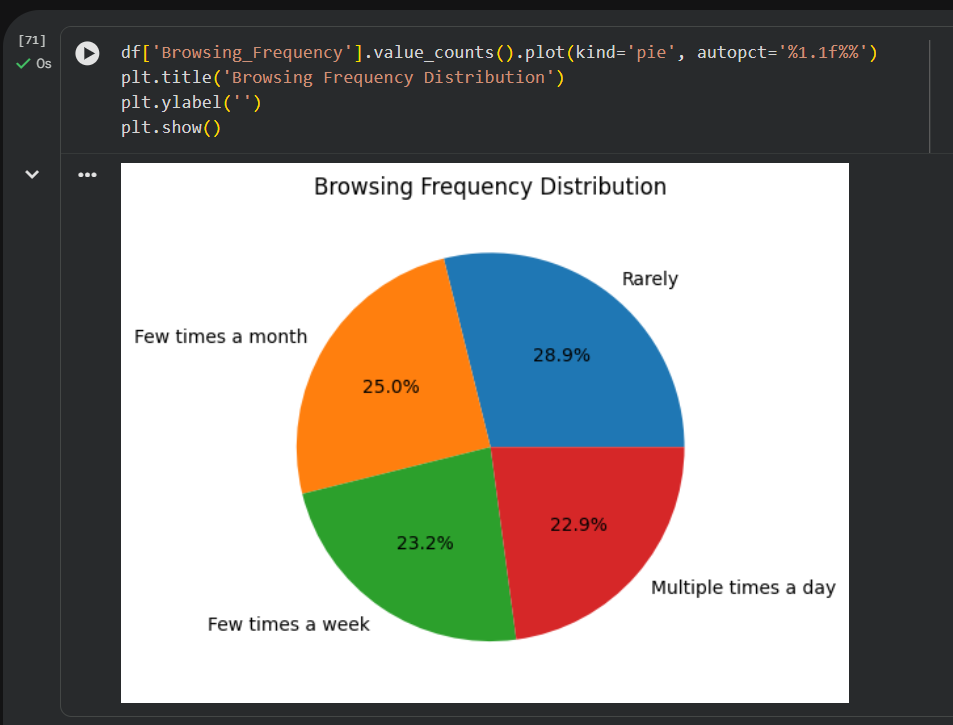 [71]
0s
df['Browsing_Frequency'].value_counts().plot(kind='pie', autopct='%1.1f%%')
plt.title('Browsing Frequency Distribution')
plt.ylabel('')
plt.show()
Browsing Frequency Distribution
Rarely
Few times a month
28.9%
25.0%
22.9%
23.2%
Multiple times a day
Few times a week